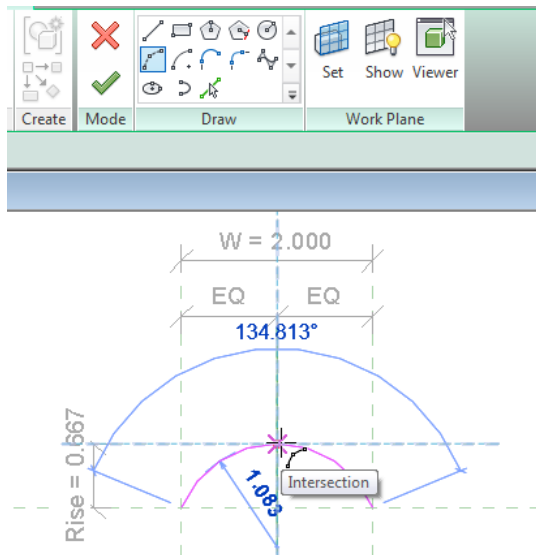 Set Show Viewer
Create Mode Draw Work Plane
W = 2.000
EQ EQ
134.813°
Rise = 0.667
1.083
Intersection